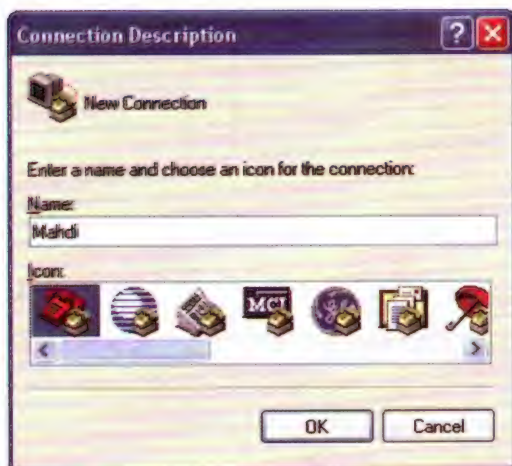 Connection Description
New Connection
Enter a name and choose an icon for the connection:
Name:
Mahdi
Icon:
MCI
OK
Cancel